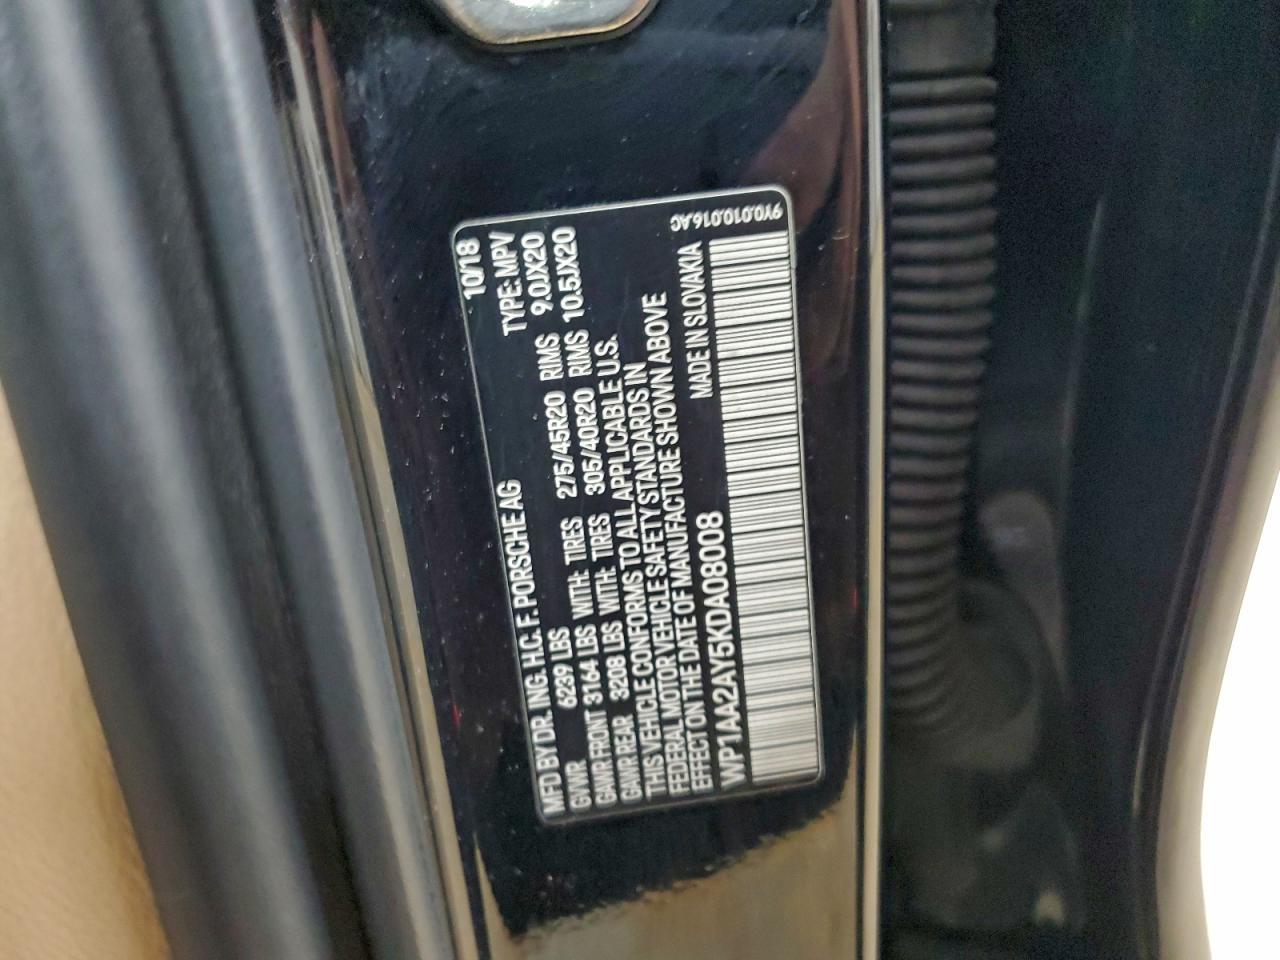 10/18
MFD BY DR. ING. H.C. F. PORSCHE AG TYPE: MPV
GVWR 6239 LBS
GAWR FRONT 3164 LBS WITH: TIRES 275/45R20 RIMS 9.0JX20
GAWR REAR 3208 LBS WITH: TIRES 305/40R20 RIMS 10.5JX20
THIS VEHICLE CONFORMS TO ALL APPLICABLE U.S.
FEDERAL MOTOR VEHICLE SAFETY STANDARDS IN
EFFECT ON THE DATE OF MANUFACTURE SHOWN ABOVE
WP1AA2AY5KDA08008 MADE IN SLOVAKIA
9Y0.010.016.AC